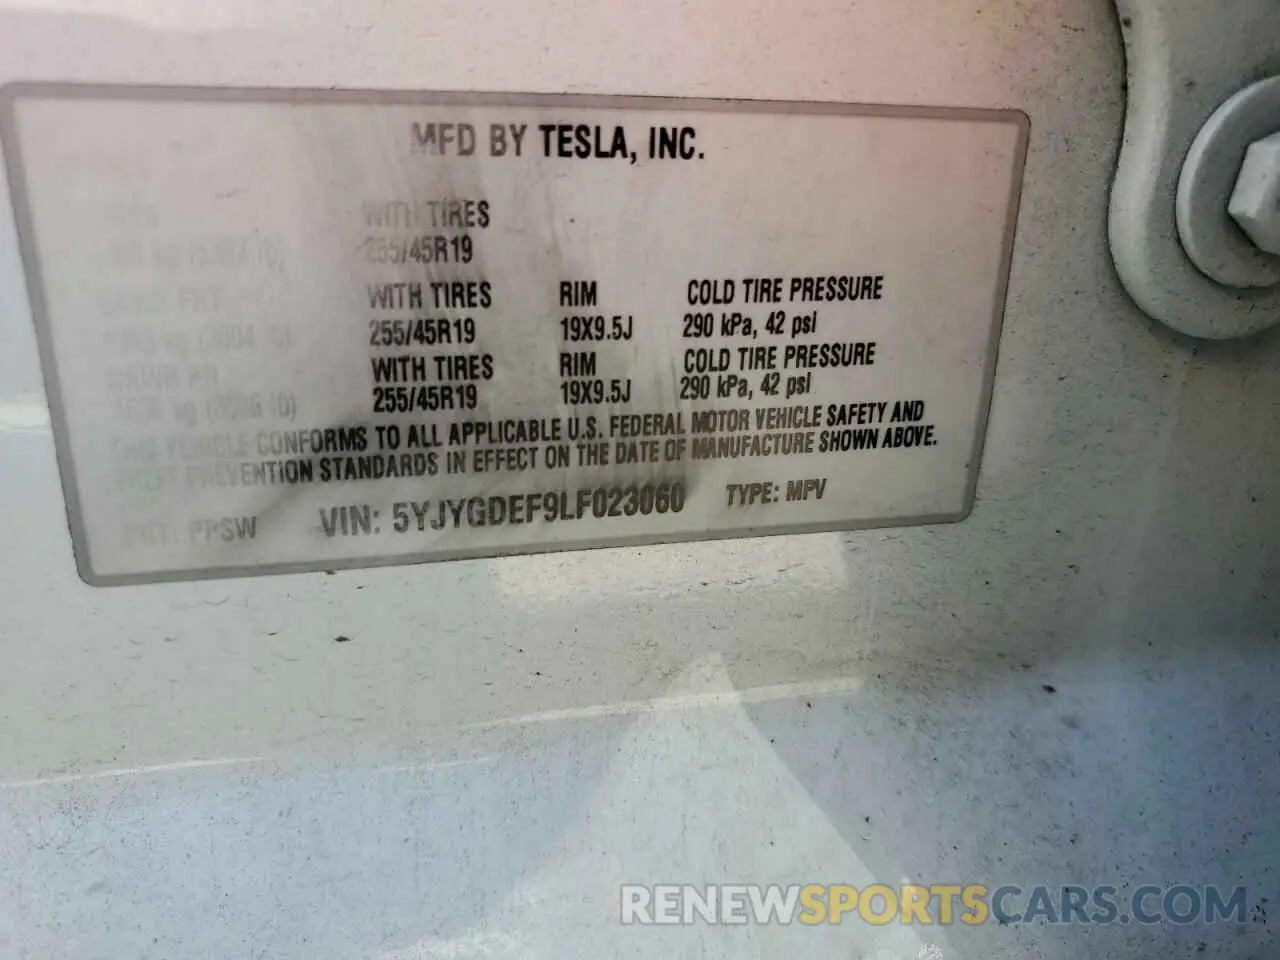 MFD BY TESLA, INC.
WITH TIRES
255/45R19
WITH TIRES RIM COLD TIRE PRESSURE
255/45R19 19X9.5J 290 kPa, 42 psi
WITH TIRES RIM COLD TIRE PRESSURE
255/45R19 19X9.5J 290 kPa, 42 psi
THIS VEHICLE CONFORMS TO ALL APPLICABLE U.S. FEDERAL MOTOR VEHICLE SAFETY AND
THEFT PREVENTION STANDARDS IN EFFECT ON THE DATE OF MANUFACTURE SHOWN ABOVE.
PPSW VIN: 5YJYGDEF9LF023060 TYPE: MPV
RENEWSPORTSCARS.COM